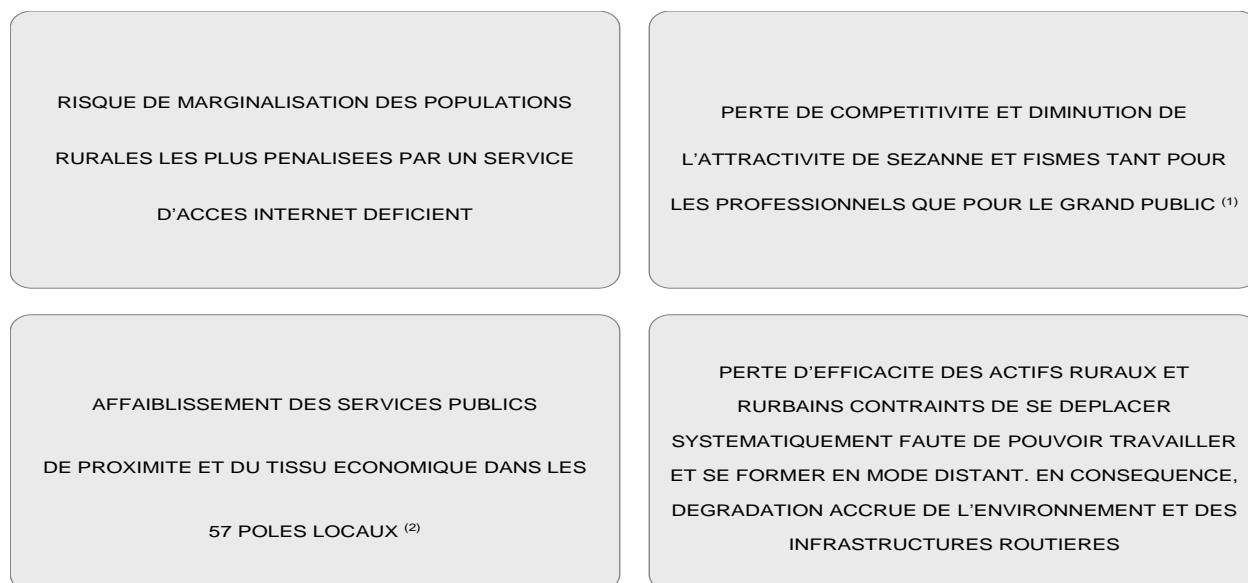 RISQUE DE MARGINALISATION DES POPULATIONS
RURALES LES PLUS PENALISEES PAR UN SERVICE
D'ACCES INTERNET DEFICIENT
PERTE DE COMPETITIVITE ET DIMINUTION DE
L'ATTRACTIVITE DE SEZANNE ET FISMES TANT POUR
LES PROFESSIONNELS QUE POUR LE GRAND PUBLIC (1)
AFFAIBLISSEMENT DES SERVICES PUBLICS
DE PROXIMITE ET DU TISSU ECONOMIQUE DANS LES
57 POLES LOCAUX (2)
PERTE D'EFFICACITE DES ACTIFS RURAUX ET
RURBAINS CONTRAINTS DE SE DEPLACER
SYSTEMATIQUEMENT FAUTE DE POUVOIR TRAVAILLER
ET SE FORMER EN MODE DISTANT. EN CONSEQUENCE,
DEGRADATION ACCRUE DE L'ENVIRONNEMENT ET DES
INFRASTRUCTURES ROUTIERES